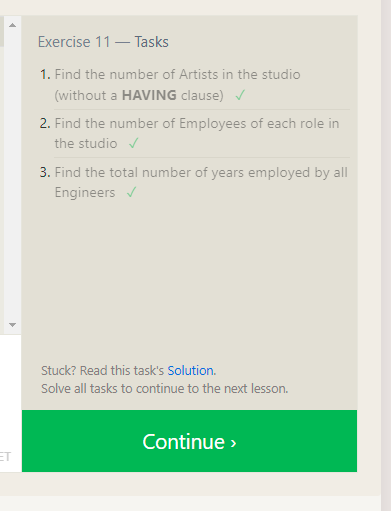 Exercise 11 — Tasks
1. Find the number of Artists in the studio
(without a HAVING clause) ✓
2. Find the number of Employees of each role in
the studio ✓
3. Find the total number of years employed by all
Engineers ✓
Stuck? Read this task's Solution.
Solve all tasks to continue to the next lesson.
ET
Continue ›